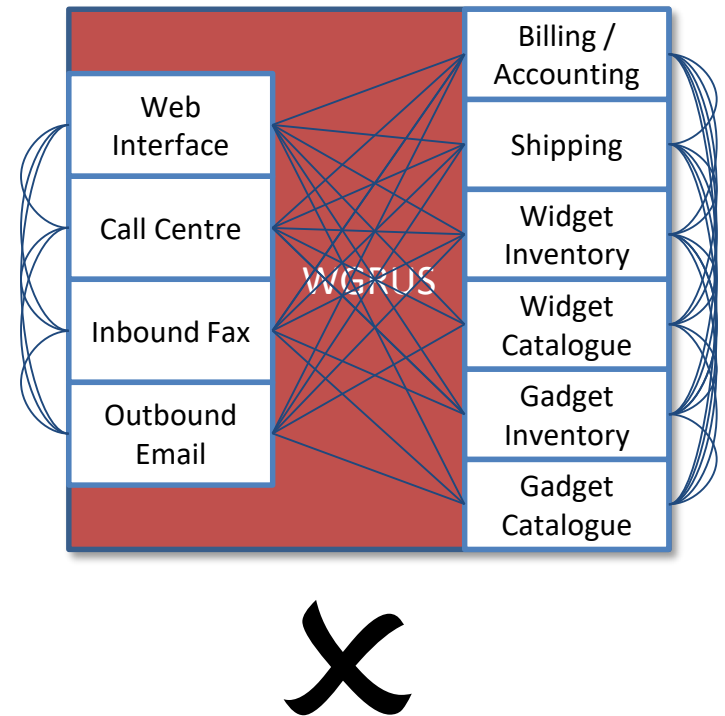 Web
Interface
Call Centre
Inbound Fax
Outbound
Email
WGRUS
Billing /
Accounting
Shipping
Widget
Inventory
Widget
Catalogue
Gadget
Inventory
Gadget
Catalogue